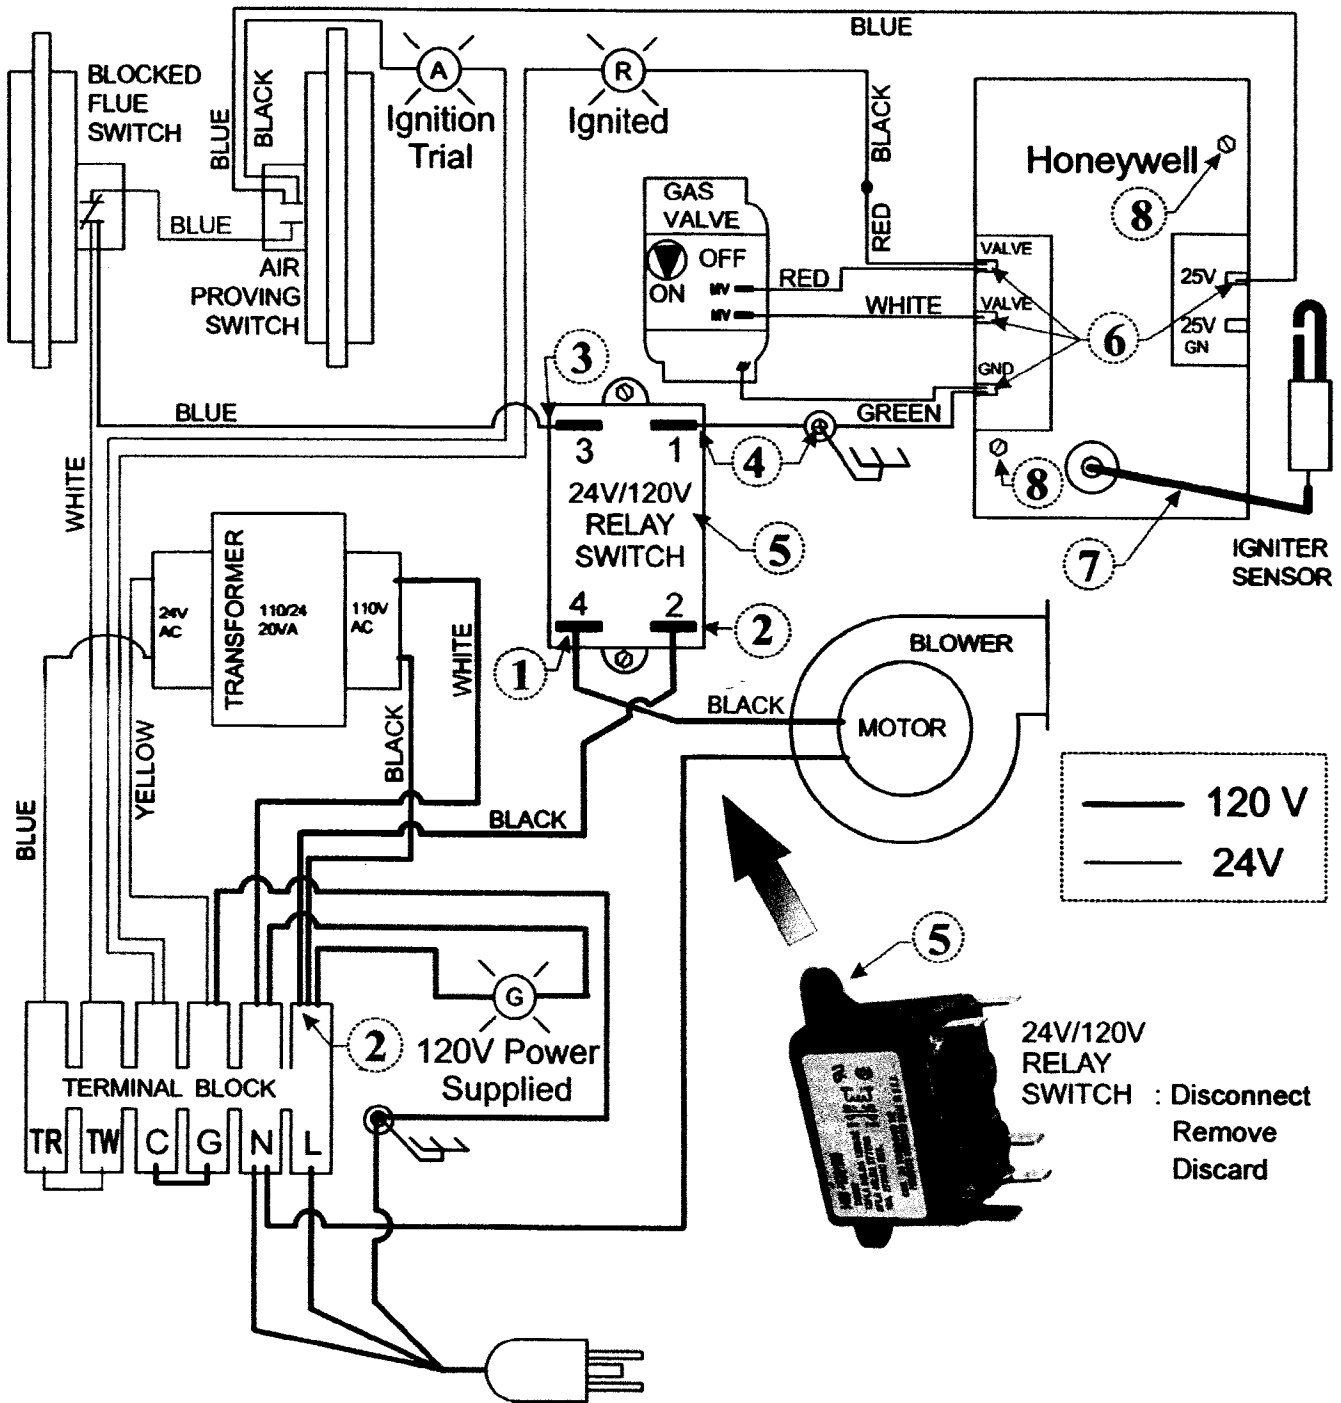 BLUE
BLOCKED
FLUE
SWITCH
BLUE
BLACK
A
Ignition
Trial
R
Ignited
BLACK
RED
Honeywell
8
GAS
VALVE
OFF
ON
MV
MV
RED
WHITE
VALVE
VALVE
GND
25V
25V
GN
6
BLUE
AIR
PROVING
SWITCH
3
BLUE
GREEN
3
1
4
8
24V/120V
RELAY
SWITCH
5
7
IGNITER
SENSOR
WHITE
24V
AC
TRANSFORMER
110/24
20VA
110V
AC
WHITE
4
2
1
2
BLOWER
MOTOR
BLACK
BLACK
YELLOW
BLUE
BLACK
120 V
24V
5
G
120V Power
Supplied
2
TERMINAL BLOCK
TR
TW
C
G
N
L
24V/120V
RELAY
SWITCH : Disconnect
Remove
Discard